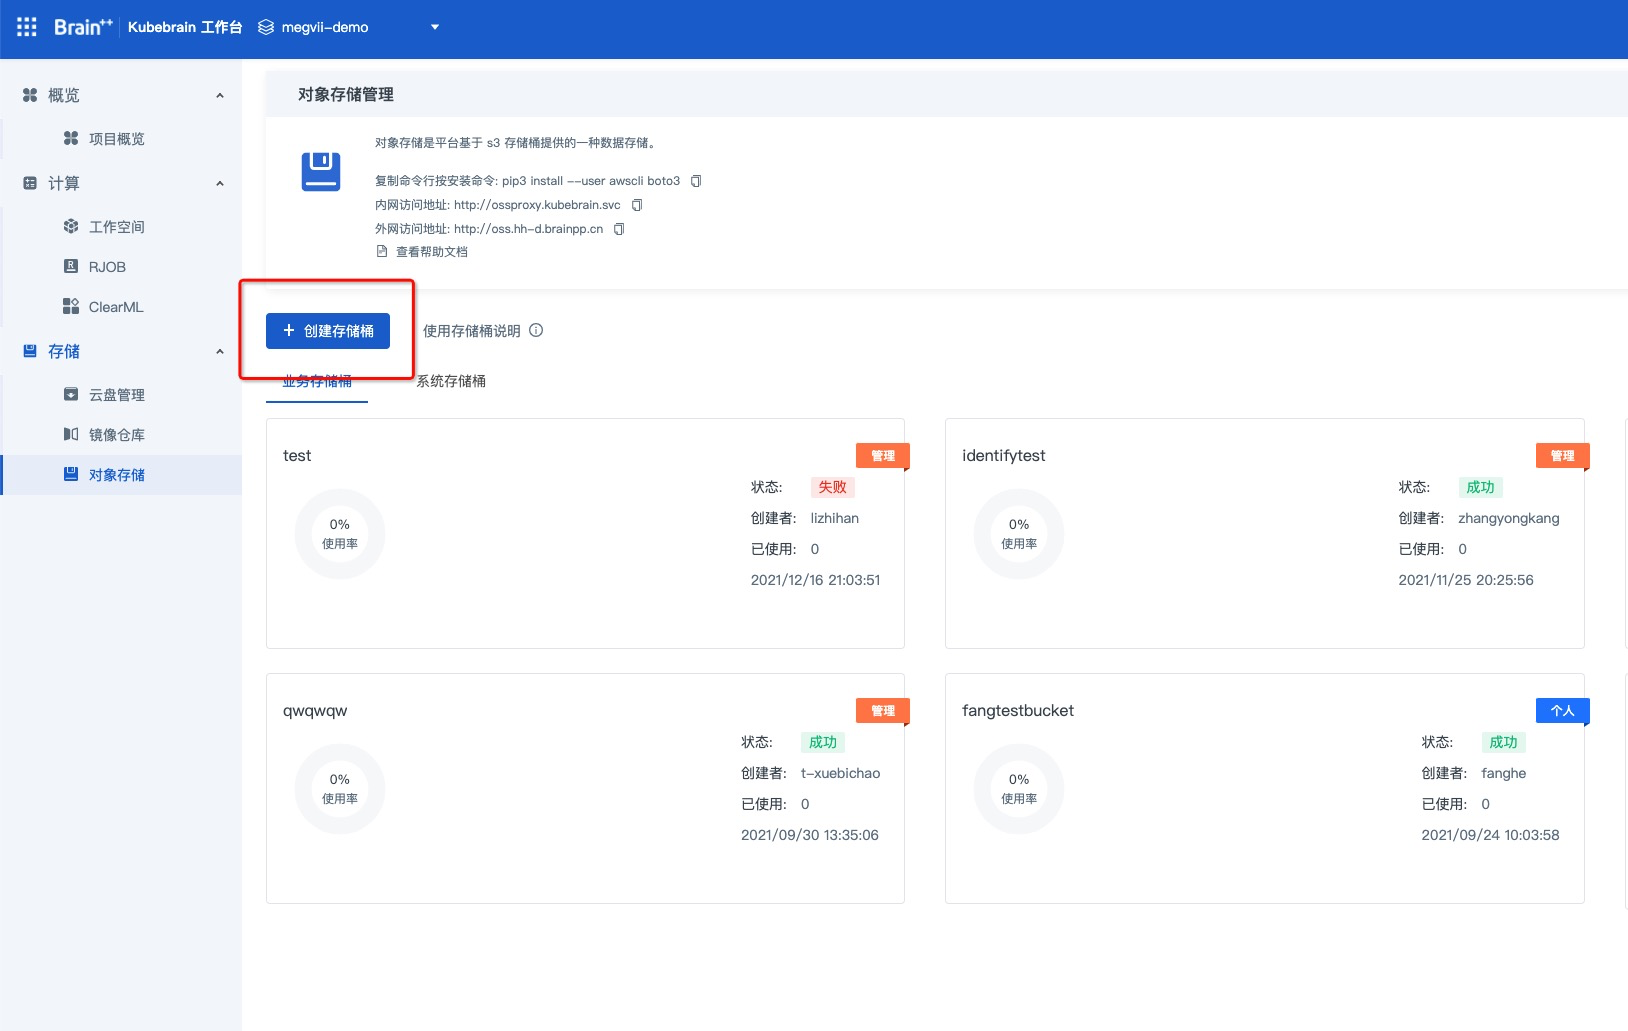 Brain++ Kubebrain 工作台 megvii-demo
概览
项目概览
计算
工作空间
RJOB
ClearML
存储
云盘管理
镜像仓库
对象存储
对象存储管理
对象存储是平台基于 s3 存储桶提供的一种数据存储。
复制命令行按安装命令: pip3 install --user awscli boto3
内网访问地址: http://ossproxy.kubebrain.svc
外网访问地址: http://oss.hh-d.brainpp.cn
查看帮助文档
+ 创建存储桶 使用存储桶说明
业务存储桶 系统存储桶
test
管理
0%
使用率
状态: 失败
创建者: lizhihan
已使用: 0
2021/12/16 21:03:51
identifytest
管理
0%
使用率
状态: 成功
创建者: zhangyongkang
已使用: 0
2021/11/25 20:25:56
qwqwqw
管理
0%
使用率
状态: 成功
创建者: t-xuebichao
已使用: 0
2021/09/30 13:35:06
fangtestbucket
个人
0%
使用率
状态: 成功
创建者: fanghe
已使用: 0
2021/09/24 10:03:58